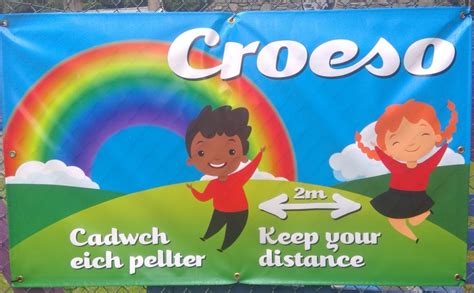 Croeso
2m
Cadwch
eich pellter
Keep your
distance